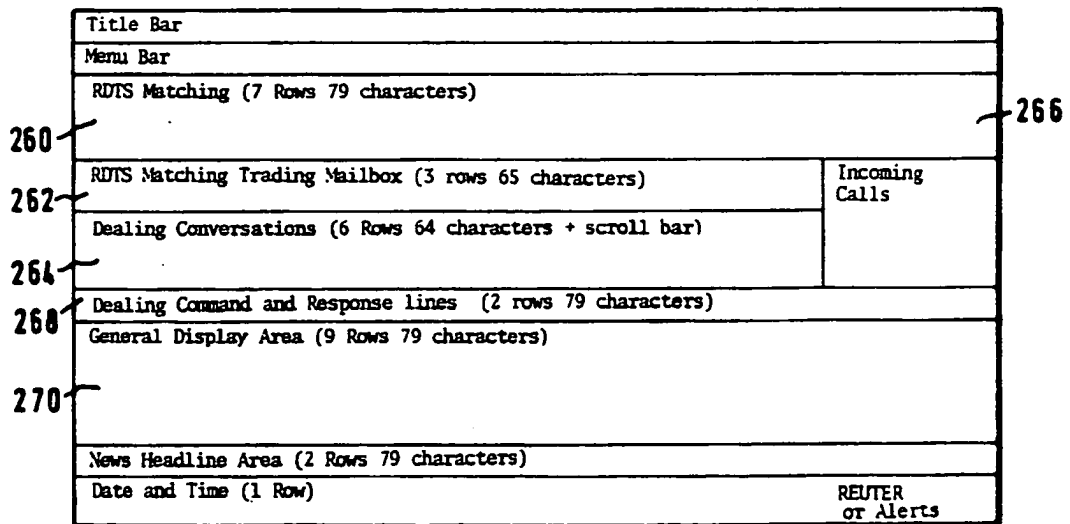 Title Bar
Menu Bar
RDTS Matching (7 Rows 79 characters)
266
260
RDTS Matching Trading Mailbox (3 rows 65 characters)
Incoming
Calls
262
Dealing Conversations (6 Rows 64 characters + scroll bar)
264
Dealing Command and Response lines (2 rows 79 characters)
268
General Display Area (9 Rows 79 characters)
270
News Headline Area (2 Rows 79 characters)
Date and Time (1 Row)
REUTER
or Alerts